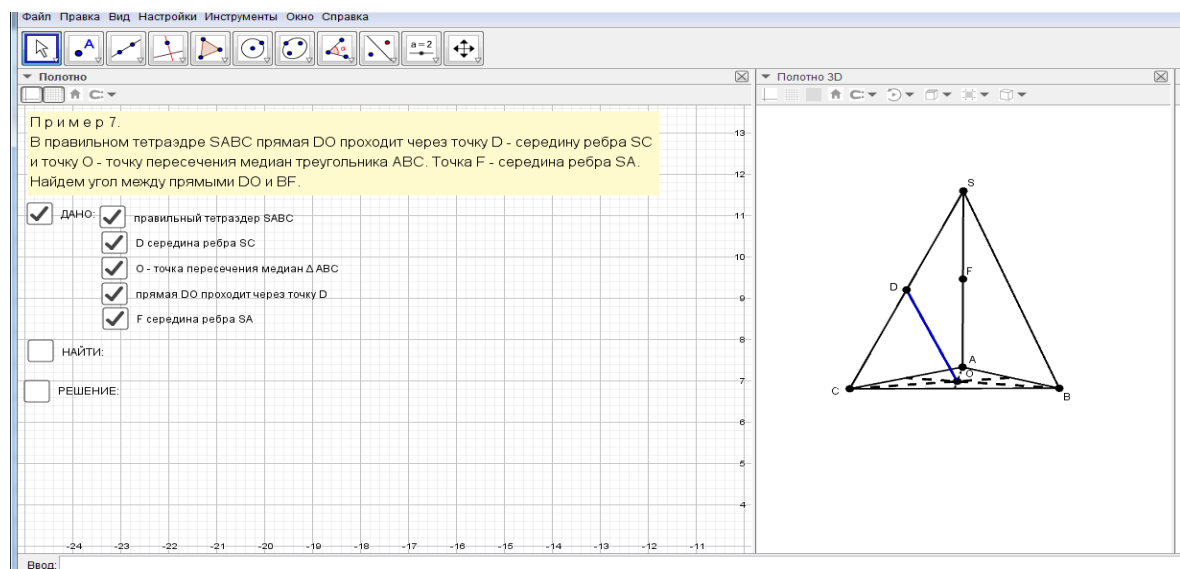 Файл Правка Вид Настройки Инструменты Окно Справка
A
a=2
Полотно
Полотно 3D
П р и м е р 7.
В правильном тетраэдре SABC прямая DO проходит через точку D - середину ребра SC
и точку O - точку пересечения медиан треугольника ABC. Точка F - середина ребра SA.
Найдем угол между прямыми DO и BF.
ДАНО:
правильный тетраэдер SABC
D середина ребра SC
O - точка пересечения медиан Δ ABC
прямая DO проходит через точку D
F середина ребра SA
НАЙТИ:
РЕШЕНИЕ:
13
12
11
10
9
8
7
6
5
4
-24 -23 -22 -21 -20 -19 -18 -17 -16 -15 -14 -13 -12 -11
S
F
D
A
O
C
B
Ввод: